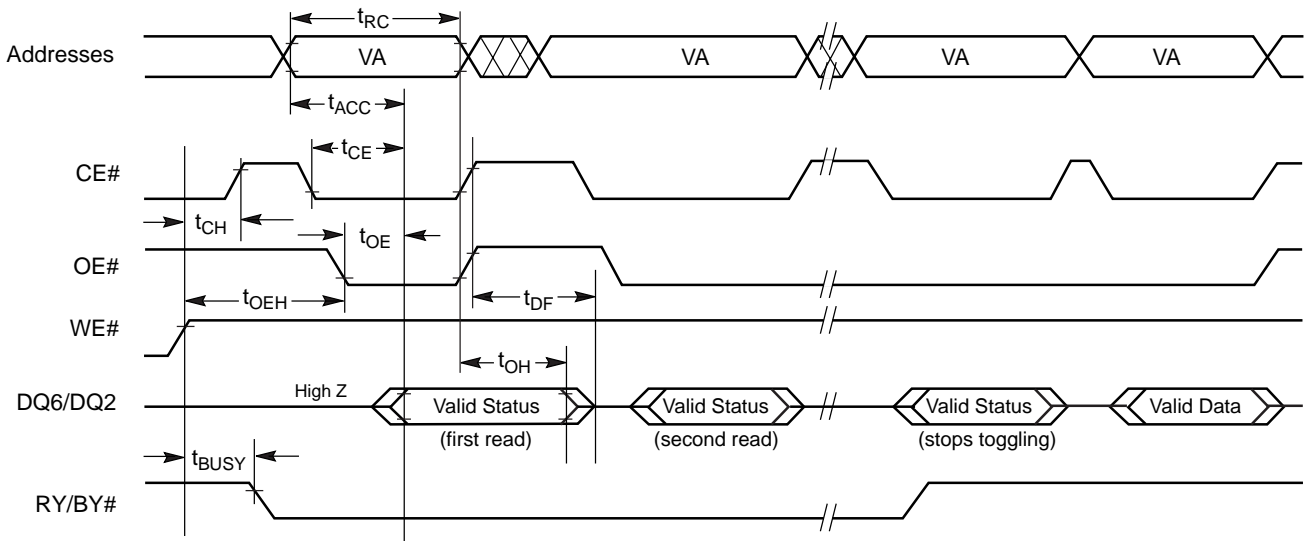 tRC
Addresses VA VA VA VA
tACC
tCE
CE#
tCH tOE
OE#
tOEH tDF
WE#
tOH
High Z
DQ6/DQ2 Valid Status Valid Status Valid Status Valid Data
(first read) (second read) (stops toggling)
tBUSY
RY/BY#